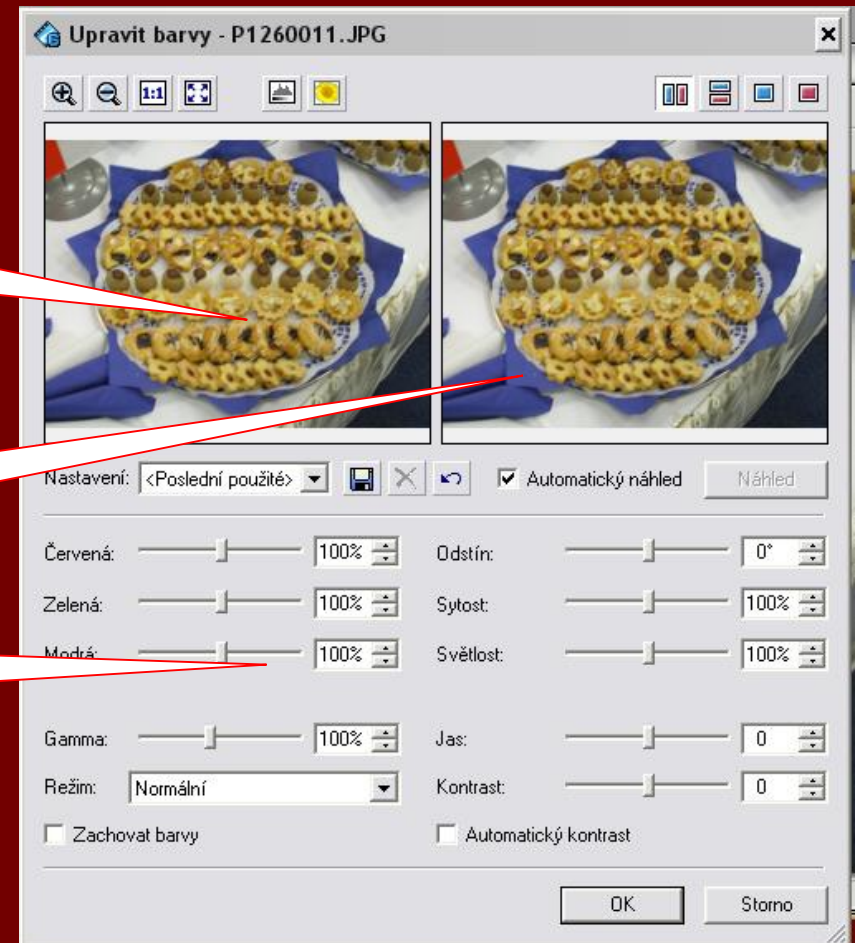 Upravit barvy - P1260011.JPG
1:1
Nastavení: <Poslední použité> Automatický náhled Náhled
Červená: 100% Odstín: 0°
Zelená: 100% Sytost: 100%
Modrá: 100% Světlost: 100%
Gamma: 100% Jas: 0
Režim: Normální Kontrast: 0
Zachovat barvy Automatický kontrast
OK Storno